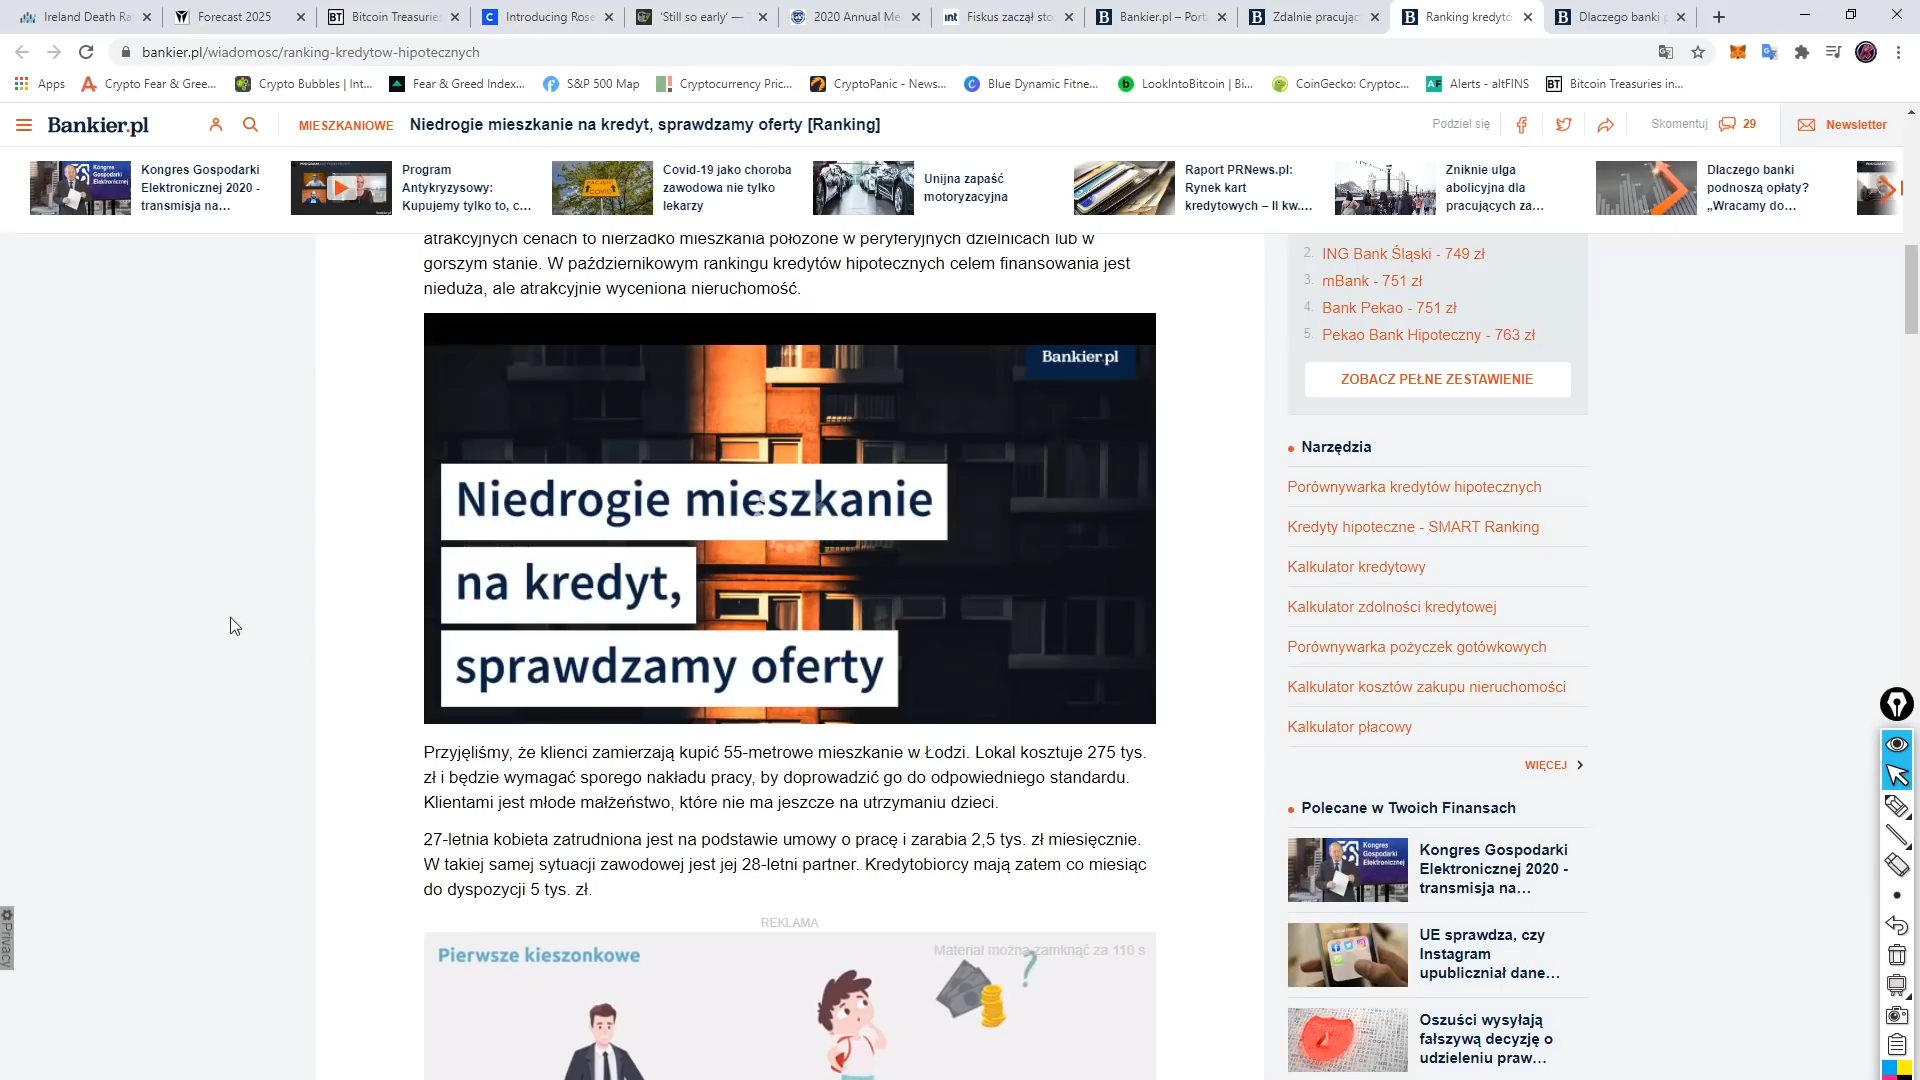 Ireland Death Ra
Forecast 2025
Bitcoin Treasurie
Introducing Rose
'Still so early' —
2020 Annual Me
Fiskus zaczął sto
Bankier.pl – Port
Zdalnie pracując
Ranking kredytó
Dlaczego banki p
bankier.pl/wiadomosc/ranking-kredytow-hipotecznych
Apps
Crypto Fear & Gree...
Crypto Bubbles | Int...
Fear & Greed Index...
S&P 500 Map
Cryptocurrency Pric...
CryptoPanic - News...
Blue Dynamic Fitne...
LookIntoBitcoin | Bi...
CoinGecko: Cryptoc...
Alerts - altFINS
Bitcoin Treasuries in...
Bankier.pl
MIESZKANIOWE
Niedrogie mieszkanie na kredyt, sprawdzamy oferty [Ranking]
Podziel się
Skomentuj
29
Newsletter
Kongres Gospodarki
Elektronicznej 2020 -
transmisja na...
Program
Antykryzysowy:
Kupujemy tylko to, c...
Covid-19 jako choroba
zawodowa nie tylko
lekarzy
Unijna zapaść
motoryzacyjna
Raport PRNews.pl:
Rynek kart
kredytowych – II kw....
Zniknie ulga
abolicyjna dla
pracujących za...
Dlaczego banki
podnoszą opłaty?
„Wracamy do...
atrakcyjnych cenach to nierzadko mieszkania położone w peryferyjnych dzielnicach lub w
gorszym stanie. W październikowym rankingu kredytów hipotecznych celem finansowania jest
nieduża, ale atrakcyjnie wyceniona nieruchomość.
Bankier.pl
Niedrogie mieszkanie
na kredyt,
sprawdzamy oferty
Przyjęliśmy, że klienci zamierzają kupić 55-metrowe mieszkanie w Łodzi. Lokal kosztuje 275 tys.
zł i będzie wymagać sporego nakładu pracy, by doprowadzić go do odpowiedniego standardu.
Klientami jest młode małżeństwo, które nie ma jeszcze na utrzymaniu dzieci.
27-letnia kobieta zatrudniona jest na podstawie umowy o pracę i zarabia 2,5 tys. zł miesięcznie.
W takiej samej sytuacji zawodowej jest jej 28-letni partner. Kredytobiorcy mają zatem co miesiąc
do dyspozycji 5 tys. zł.
REKLAMA
Pierwsze kieszonkowe
Materiał można zamknąć za 110 s
2. ING Bank Śląski - 749 zł
3. mBank - 751 zł
4. Bank Pekao - 751 zł
5. Pekao Bank Hipoteczny - 763 zł
ZOBACZ PEŁNE ZESTAWIENIE
Narzędzia
Porównywarka kredytów hipotecznych
Kredyty hipoteczne - SMART Ranking
Kalkulator kredytowy
Kalkulator zdolności kredytowej
Porównywarka pożyczek gotówkowych
Kalkulator kosztów zakupu nieruchomości
Kalkulator płacowy
WIĘCEJ
Polecane w Twoich Finansach
Kongres Gospodarki
Elektronicznej 2020 -
transmisja na...
UE sprawdza, czy
Instagram
upubliczniał dane...
Oszuści wysyłają
fałszywą decyzję o
udzieleniu praw...
Privacy